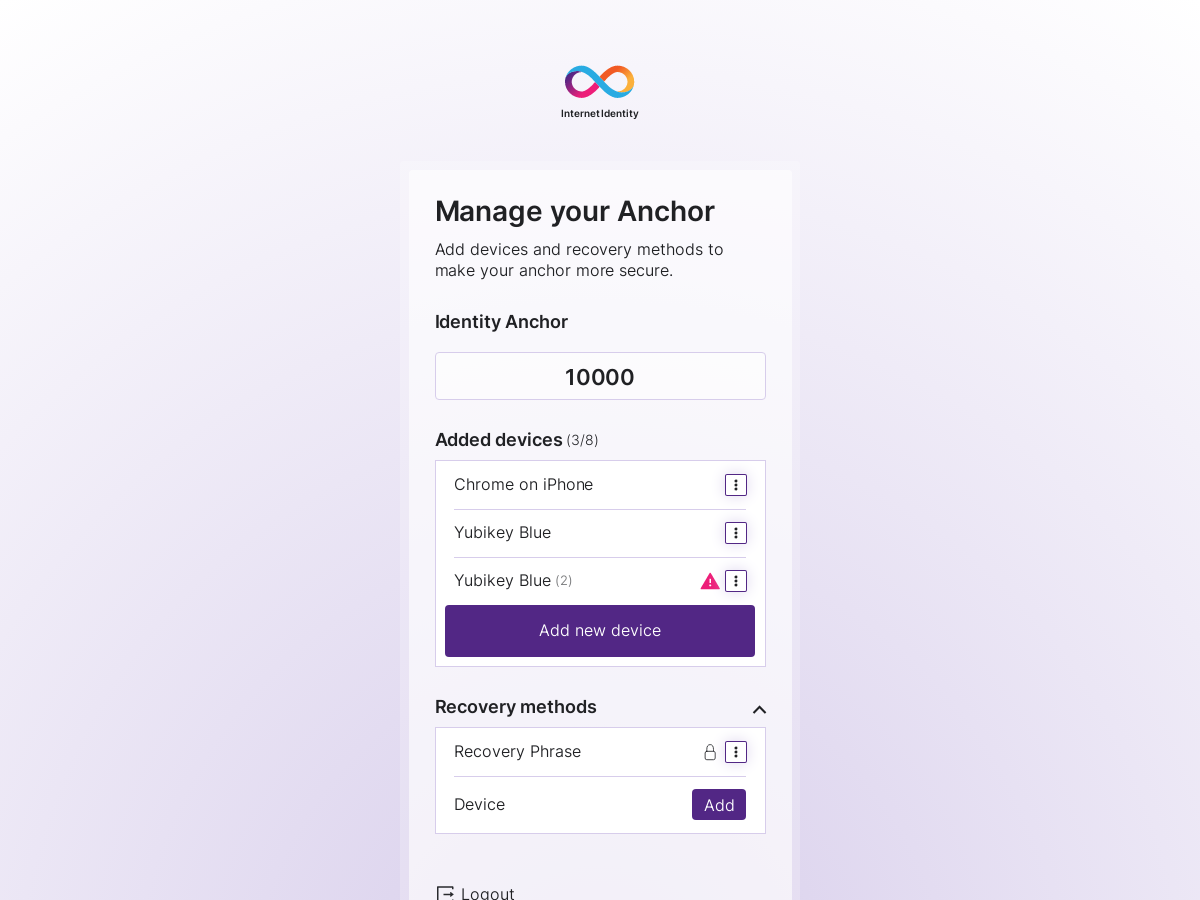 Internet Identity
Manage your Anchor
Add devices and recovery methods to
make your anchor more secure.
Identity Anchor
10000
Added devices (3/8)
Chrome on iPhone
Yubikey Blue
Yubikey Blue (2)
Add new device
Recovery methods
Recovery Phrase
Device
Add
Logout